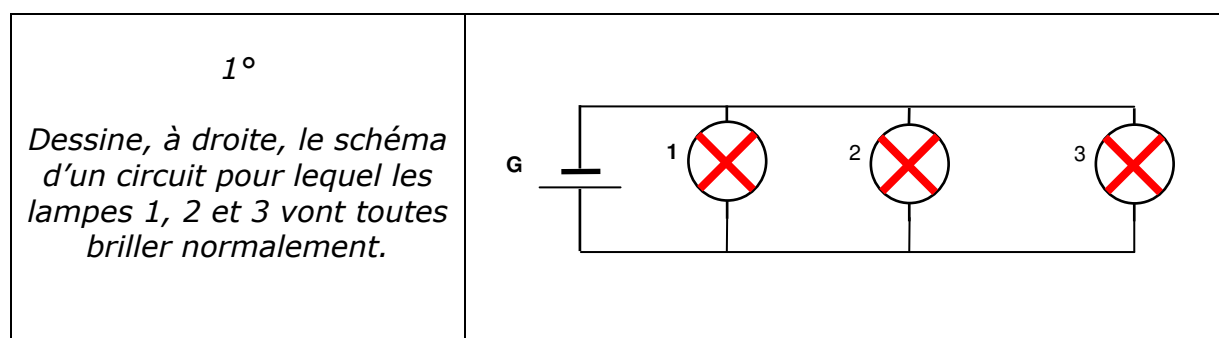 1°
Dessine, à droite, le schéma
d’un circuit pour lequel les
lampes 1, 2 et 3 vont toutes
briller normalement.
G
1
2
3